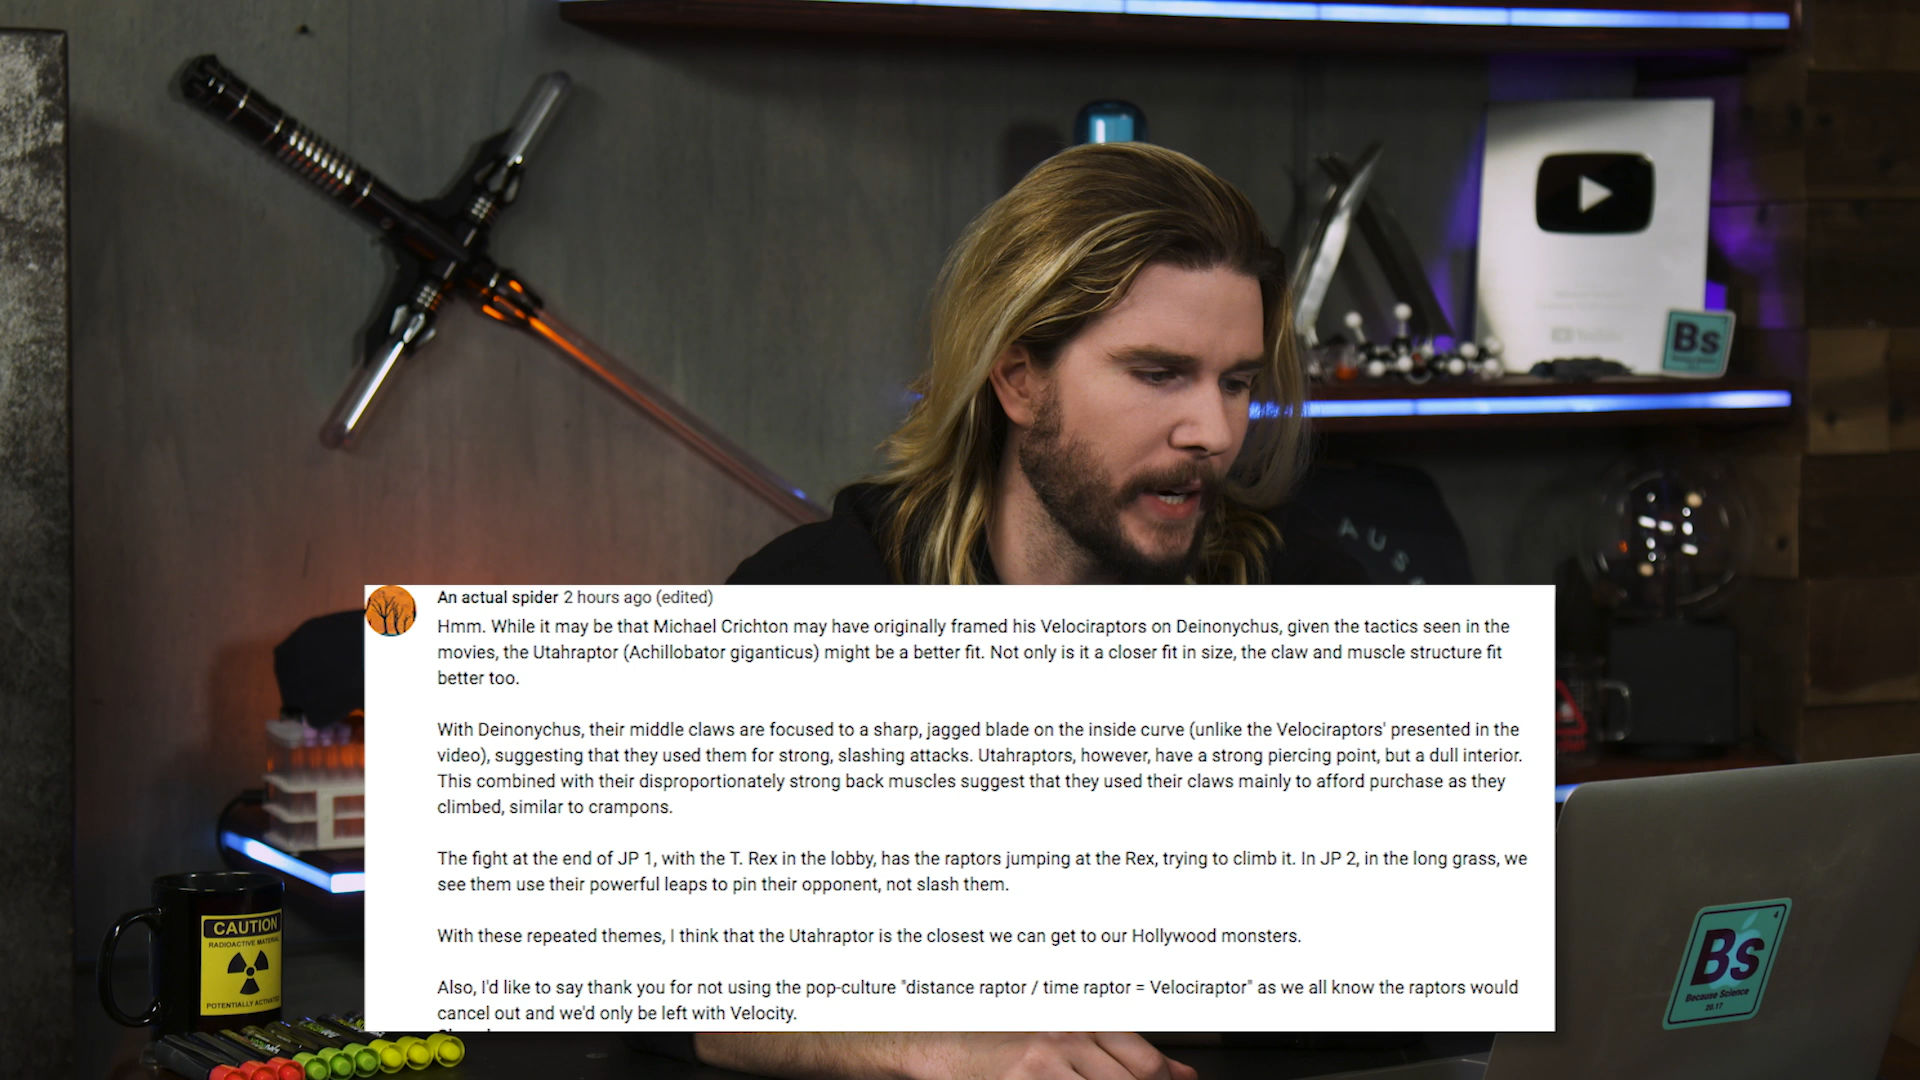 An actual spider 2 hours ago (edited)
Hmm. While it may be that Michael Crichton may have originally framed his Velociraptors on Deinonychus, given the tactics seen in the
movies, the Utahraptor (Achillobator giganticus) might be a better fit. Not only is it a closer fit in size, the claw and muscle structure fit
better too.
With Deinonychus, their middle claws are focused to a sharp, jagged blade on the inside curve (unlike the Velociraptors' presented in the
video), suggesting that they used them for strong, slashing attacks. Utahraptors, however, have a strong piercing point, but a dull interior.
This combined with their disproportionately strong back muscles suggest that they used their claws mainly to afford purchase as they
climbed, similar to crampons.
The fight at the end of JP 1, with the T. Rex in the lobby, has the raptors jumping at the Rex, trying to climb it. In JP 2, in the long grass, we
see them use their powerful leaps to pin their opponent, not slash them.
With these repeated themes, I think that the Utahraptor is the closest we can get to our Hollywood monsters.
Also, I'd like to say thank you for not using the pop-culture "distance raptor / time raptor = Velociraptor" as we all know the raptors would
cancel out and we'd only be left with Velocity.
Bs
AUS
CAUTION
RADIOACTIVE MATERIAL
POTENTIALLY ACTIVE
4
Bs
Because Science
20.17